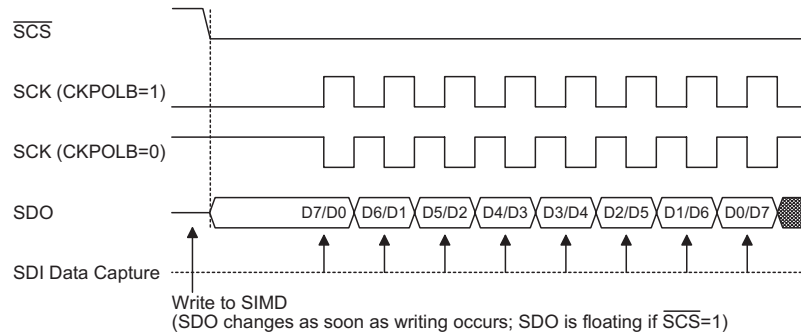 SCS
SCK (CKPOLB=1)
SCK (CKPOLB=0)
SDO
D7/D0 D6/D1 D5/D2 D4/D3 D3/D4 D2/D5 D1/D6 D0/D7
SDI Data Capture
Write to SIMD
(SDO changes as soon as writing occurs; SDO is floating if SCS=1)